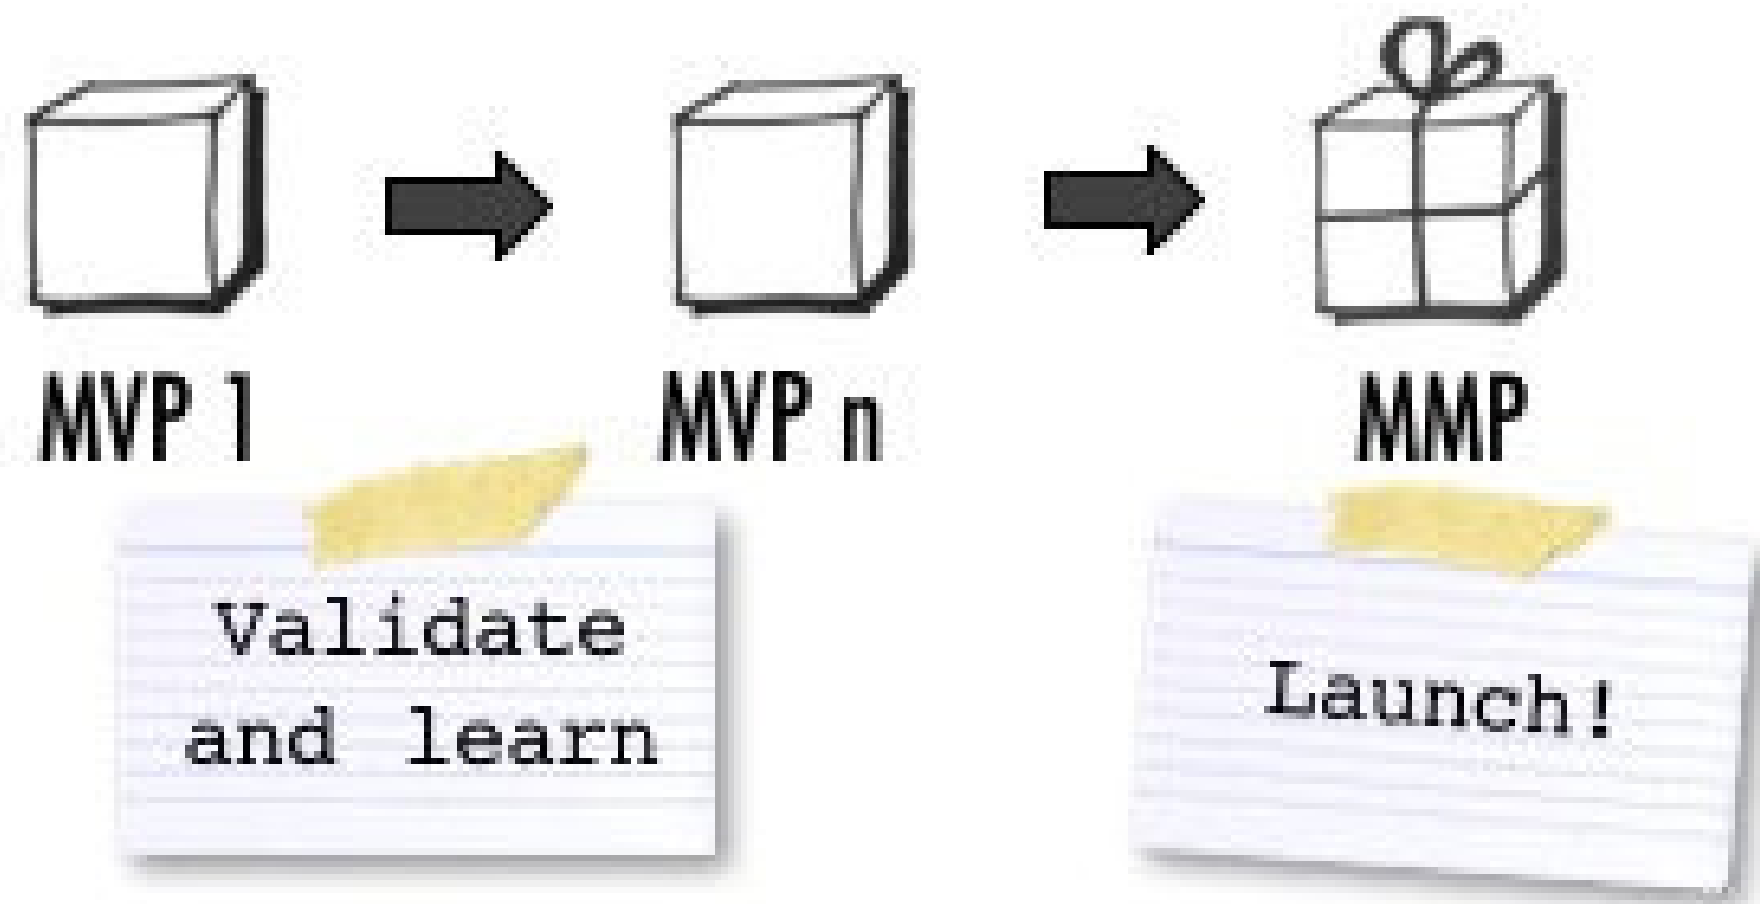 MVP 1
MVP n
MMP
Validate
and learn
Launch!